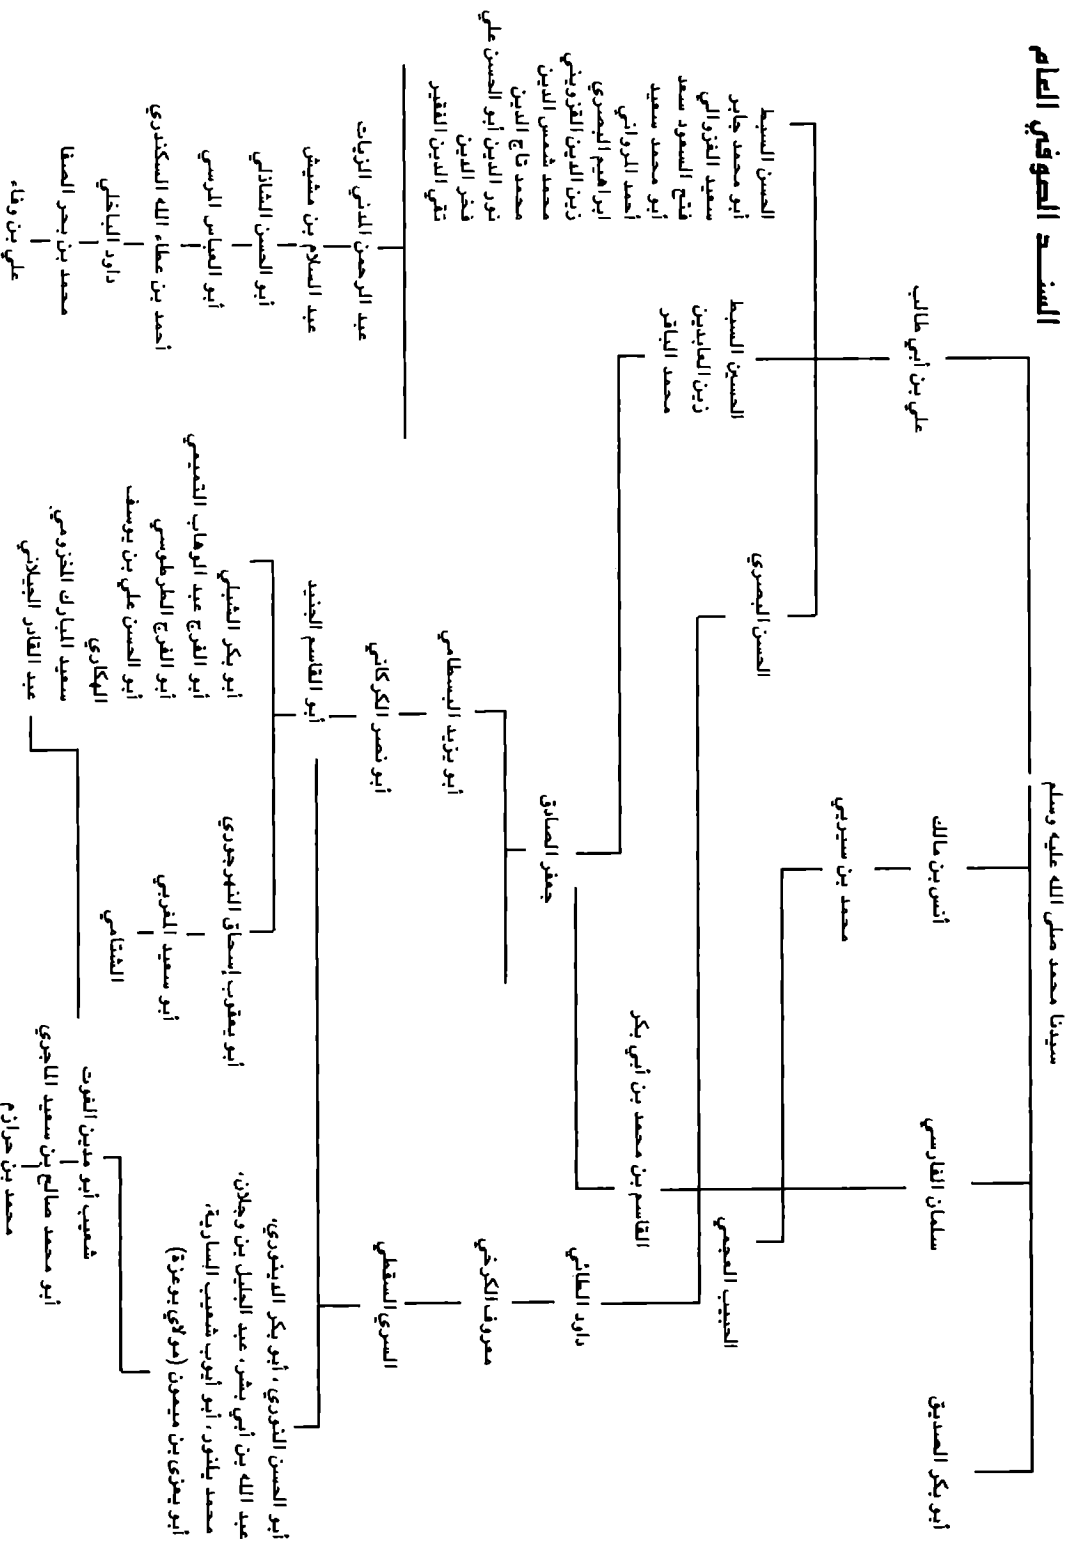 السنـد الصوفي العام
سيدنا محمد صلى الله عليه وسلم
علي بن أبي طالب
أنس بن مالك
سلمان الفارسي
أبو بكر الصديق
محمد بن سيربي
الحسن السبط
أبو محمد جابر
سعيد الغزوالي
فتح السعود سعد
أبو محمد سعيد
أحمد المرواني
ابراهيم البصري
زين الدين القزويني
محمد شمس الدين
محمد تاج الدين
نور الدين أبو الحسن علي
فخر الدين
تقي الدين الفقير
الحسين السبط
زين العابدين
محمد الباقر
الحسن البصري
الحبيب العجمي
القاسم بن محمد بن أبي بكر
جعفر الصادق
داود الطائي
معروف الكرخي
السري السقطي
أبو يزيد البسطامي
أبو نصر الكركاني
أبو القاسم الجنيد
عبد الرحمن المدني الزيات
عبد السلام بن مشيش
أبو الحسن الشاذلي
أبو العباس المرسي
أحمد بن عطاء الله السكندري
داود الباخلي
محمد بن بحر الصفا
علي بن وفاء
أبو بكر الشبلي
أبو الفرج عبد الوهاب التميمي
أبو الفرج الطرطوسي
أبو الحسن علي بن يوسف
الهكاري
سعيد المبارك المخزومي
عبد القادر الجيلاني
أبو يعقوب إسحاق النهرجوري
أبو سعيد المغربي
الشتامي
أبو الحسن النوري، أبو بكر الدينوري،
عبد الله بن أبي بشر، عبد الجليل بن وجلان،
محمد يلنور، أبو أيوب شعيب السارية،
أبو يعزى بن ميمون (مولاي بوعزة)
شعيب أبو مدين الغوت
أبو محمد صالح بن سعيد الماجري
محمد بن حرازم